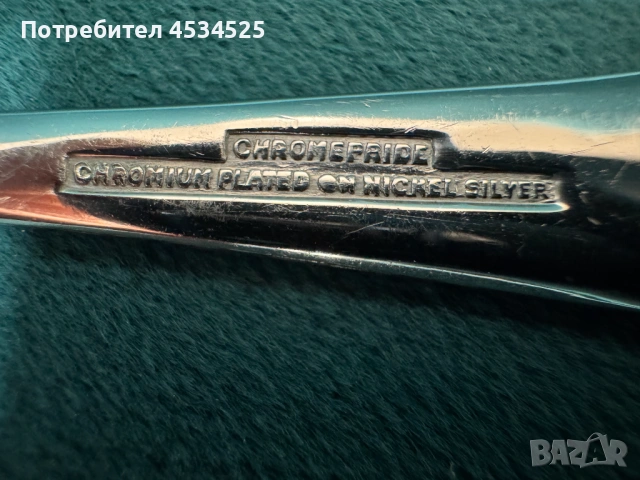 Потребител 4534525
CHROMEPRIDE
CHROMIUM PLATED ON NICKEL SILVER
BAZAR